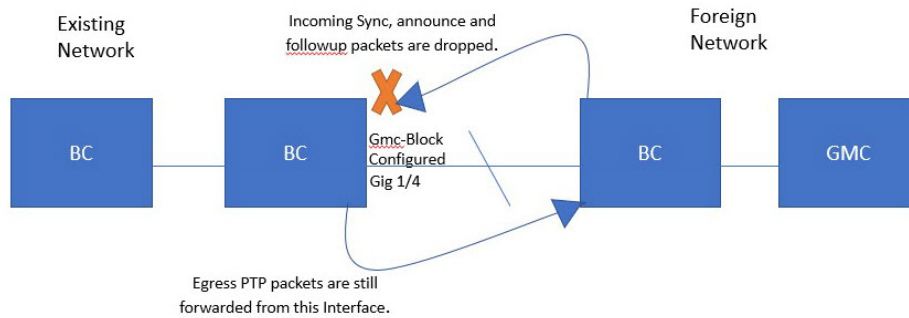 Existing
Network
Incoming Sync, announce and
followup packets are dropped.
Foreign
Network
BC
BC
Gmc-Block
Configured
Gig 1/4
BC
GMC
Egress PTP packets are still
forwarded from this Interface.